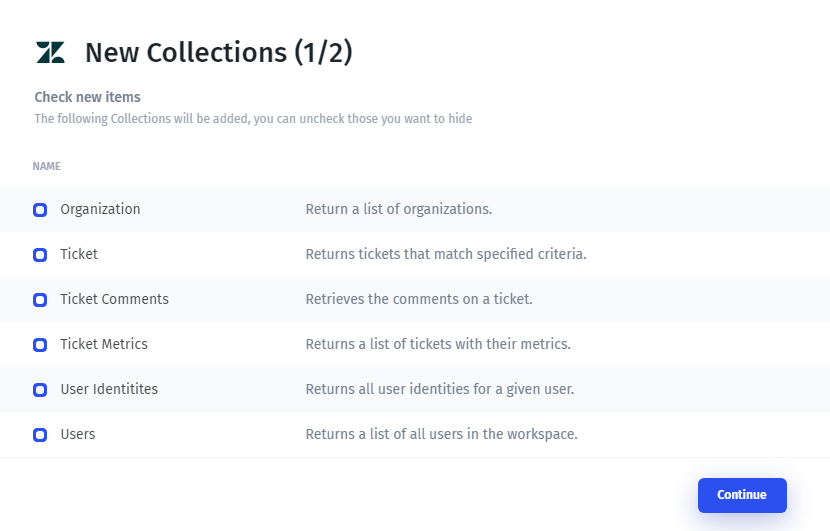 New Collections (1/2)
Check new items
The following Collections will be added, you can uncheck those you want to hide
NAME
Organization Return a list of organizations.
Ticket Returns tickets that match specified criteria.
Ticket Comments Retrieves the comments on a ticket.
Ticket Metrics Returns a list of tickets with their metrics.
User Identitites Returns all user identities for a given user.
Users Returns a list of all users in the workspace.
Continue